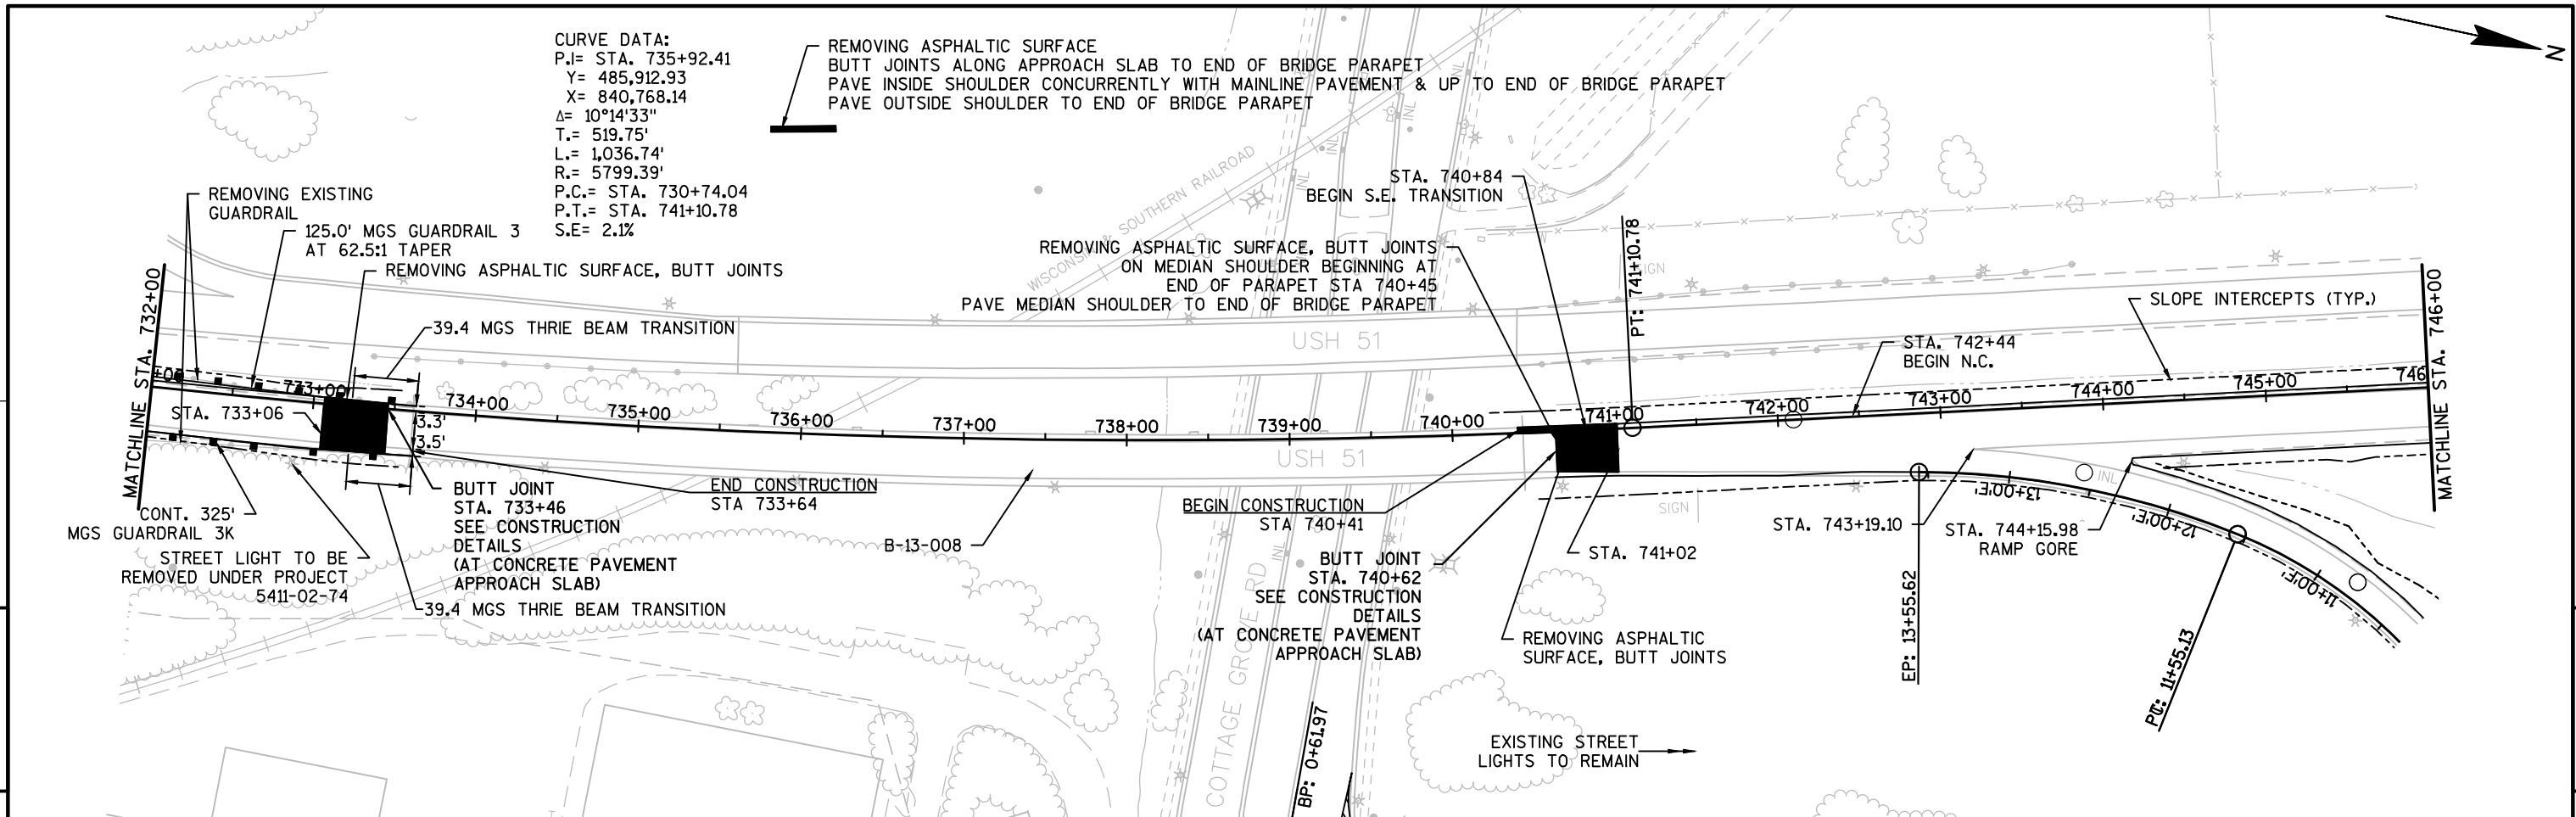 CURVE DATA:
P.I= STA. 735+92.41
Y= 485,912.93
X= 840,768.14
Δ= 10°14'33"
T.= 519.75'
L.= 1,036.74'
R.= 5799.39'
P.C.= STA. 730+74.04
P.T.= STA. 741+10.78
S.E= 2.1%
REMOVING ASPHALTIC SURFACE
BUTT JOINTS ALONG APPROACH SLAB TO END OF BRIDGE PARAPET
PAVE INSIDE SHOULDER CONCURRENTLY WITH MAINLINE PAVEMENT & UP TO END OF BRIDGE PARAPET
PAVE OUTSIDE SHOULDER TO END OF BRIDGE PARAPET
N
REMOVING EXISTING
GUARDRAIL
125.0' MGS GUARDRAIL 3
AT 62.5:1 TAPER
REMOVING ASPHALTIC SURFACE, BUTT JOINTS
39.4 MGS THRIE BEAM TRANSITION
WISCONSIN & SOUTHERN RAILROAD
STA. 740+84
BEGIN S.E. TRANSITION
REMOVING ASPHALTIC SURFACE, BUTT JOINTS
ON MEDIAN SHOULDER BEGINNING AT
END OF PARAPET STA 740+45
PAVE MEDIAN SHOULDER TO END OF BRIDGE PARAPET
INL
INL
INL
INL
INL
PT: 741+10.78
SIGN
SLOPE INTERCEPTS (TYP.)
STA. 742+44
BEGIN N.C.
MATCHLINE STA. 732+00
MATCHLINE STA. 746+00
USH 51
USH 51
+00
733+00
734+00
735+00
736+00
737+00
738+00
739+00
740+00
741+00
742+00
743+00
744+00
745+00
746
STA. 733+06
3.3'
3.5'
CONT. 325'
MGS GUARDRAIL 3K
STREET LIGHT TO BE
REMOVED UNDER PROJECT
5411-02-74
BUTT JOINT
STA. 733+46
SEE CONSTRUCTION
DETAILS
(AT CONCRETE PAVEMENT
APPROACH SLAB)
39.4 MGS THRIE BEAM TRANSITION
END CONSTRUCTION
STA 733+64
B-13-008
BEGIN CONSTRUCTION
STA 740+41
BUTT JOINT
STA. 740+62
SEE CONSTRUCTION
DETAILS
(AT CONCRETE PAVEMENT
APPROACH SLAB)
STA. 741+02
REMOVING ASPHALTIC
SURFACE, BUTT JOINTS
SIGN
STA. 743+19.10
STA. 744+15.98
RAMP GORE
INL
13+00'E'
12+00'E'
11+00'E'
EP: 13+55.62
11+55.13
COTTAGE GROVE RD
INL
BP: 0+61.97
EXISTING STREET
LIGHTS TO REMAIN